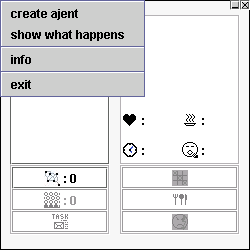 create ajent
show what happens
info
exit
:
:
:
:
: 0
: 0
TASK